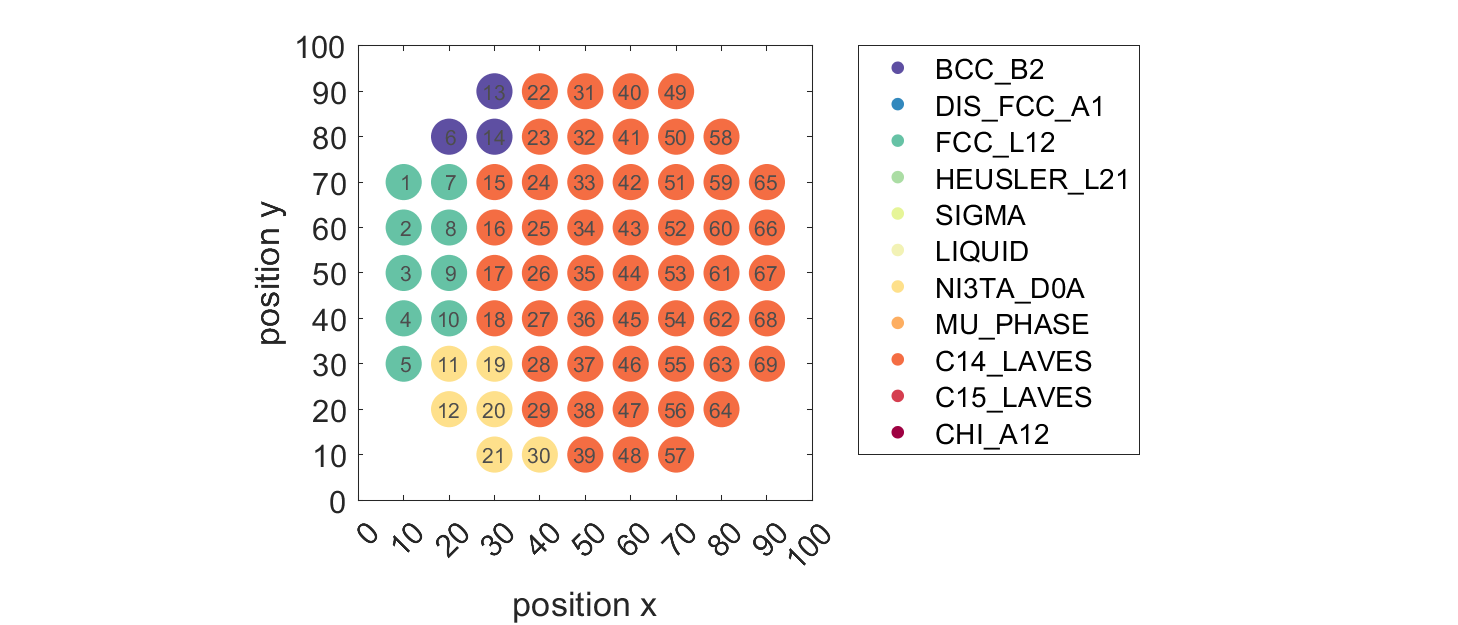 100
90
80
70
60
50
40
30
20
10
0
position y
13 22 31 40 49
6 14 23 32 41 50 58
1 7 15 24 33 42 51 59 65
2 8 16 25 34 43 52 60 66
3 9 17 26 35 44 53 61 67
4 10 18 27 36 45 54 62 68
5 11 19 28 37 46 55 63 69
12 20 29 38 47 56 64
21 30 39 48 57
0 10 20 30 40 50 60 70 80 90 100
position x
BCC_B2
DIS_FCC_A1
FCC_L12
HEUSLER_L21
SIGMA
LIQUID
NI3TA_D0A
MU_PHASE
C14_LAVES
C15_LAVES
CHI_A12